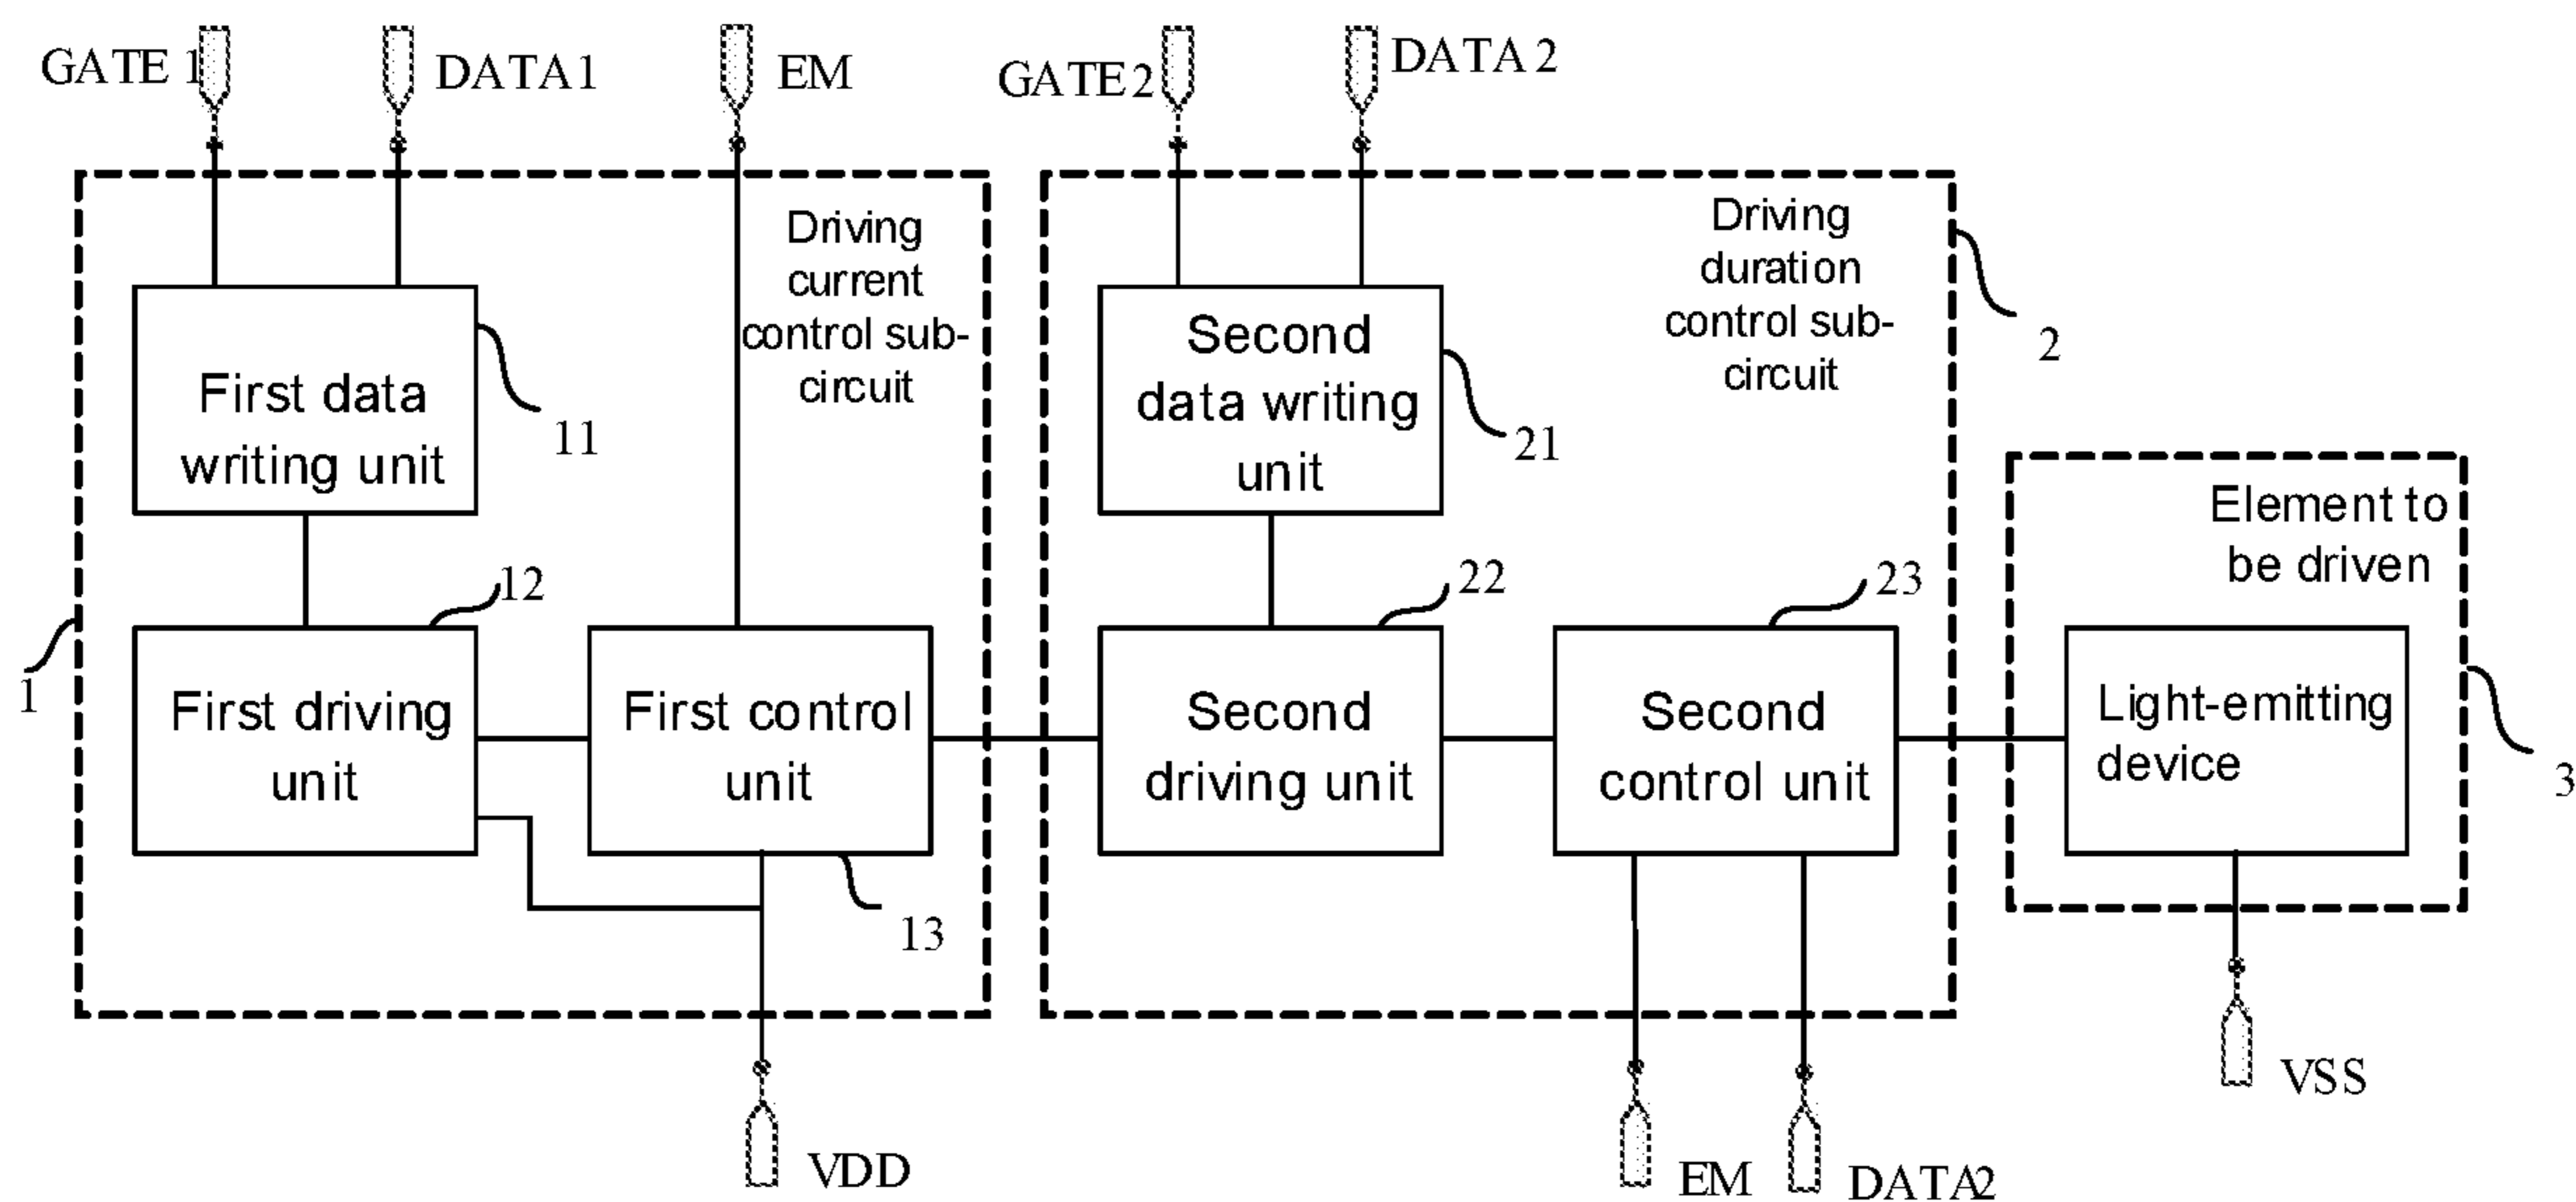 GATE 1
DATA1
EM
GATE2
DATA 2
Driving
current
control sub-
circuit
Driving
duration
control sub-
circuit
2
First data
writing unit
11
Second
data writing
unit
21
Element to
be driven
1
12
First driving
unit
First control
unit
13
22
Second
driving unit
23
Second
control unit
Light-emitting
device
3
VDD
EM
DATA2
VSS